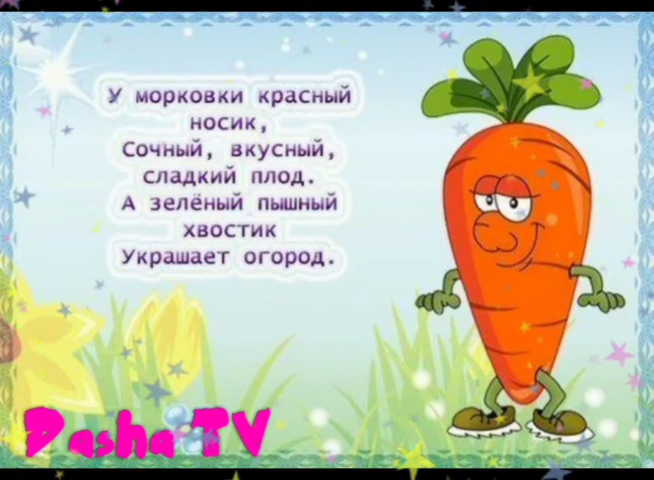 У морковки красный
носик,
Сочный, вкусный,
сладкий плод.
А зелёный пышный
хвостик
Украшает огород.
Dasha TV